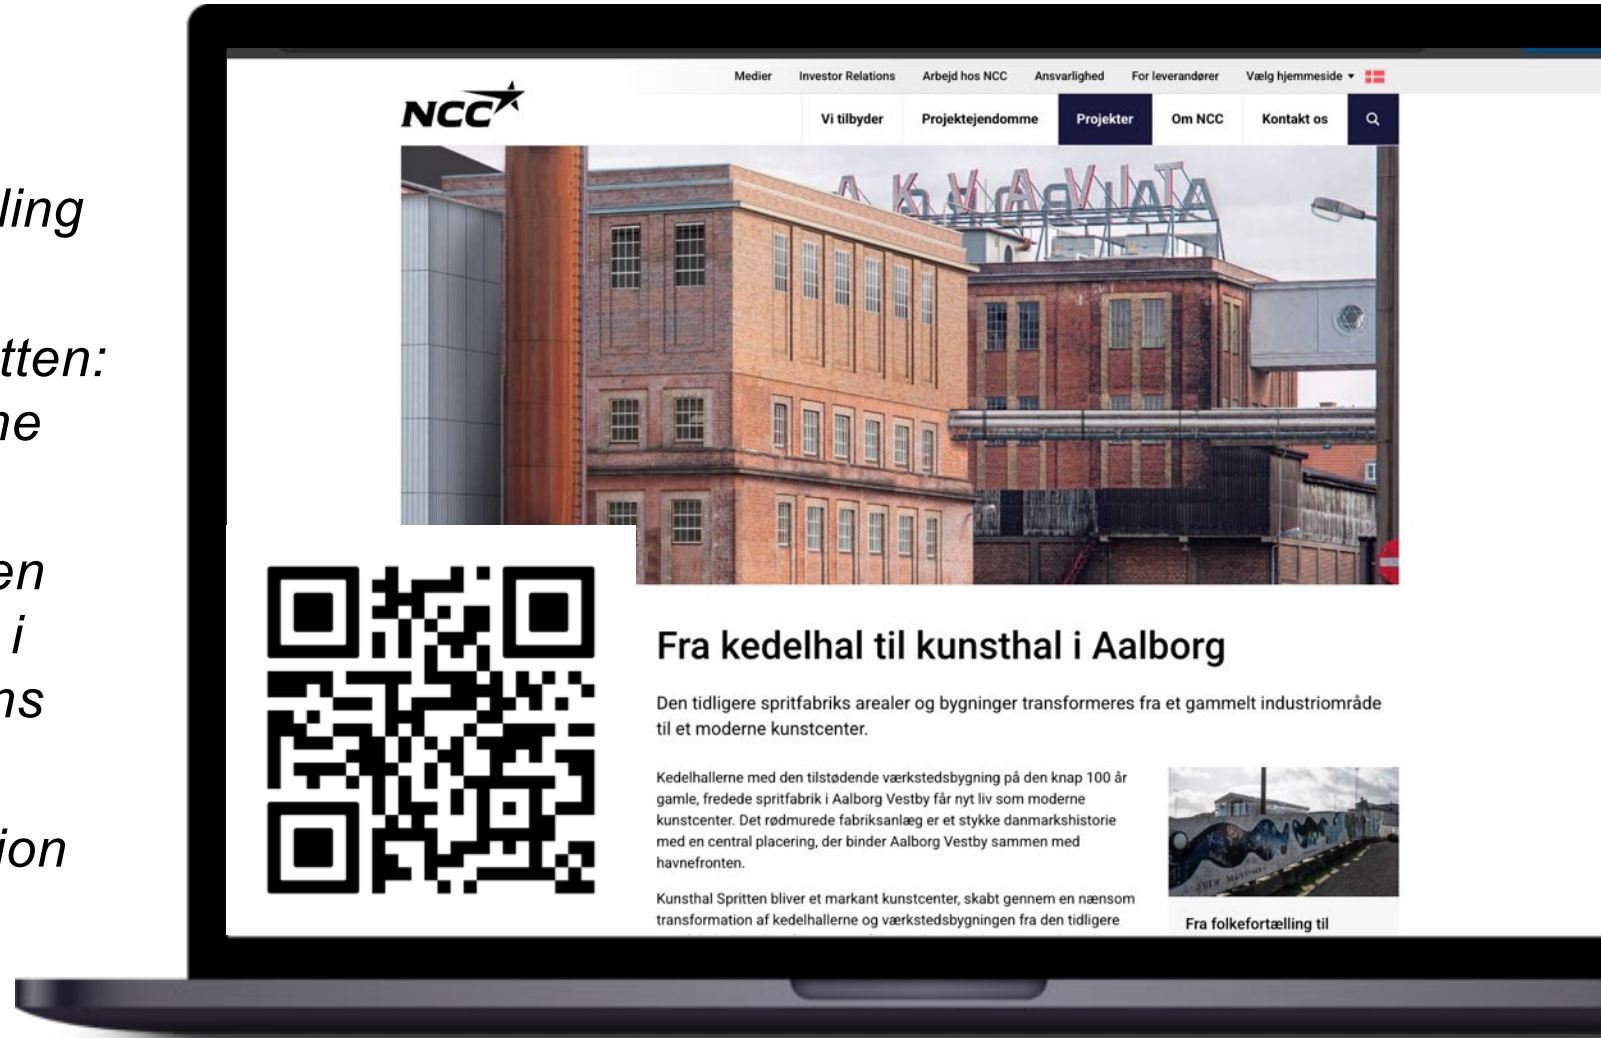 ling
tten:
ne
en
i
ns
ion
NCC
Medier Investor Relations Arbejd hos NCC Ansvarlighed For leverandører Vælg hjemmeside
Vi tilbyder Projektejendomme Projekter Om NCC Kontakt os
AKVAVIT
Fra kedelhal til kunsthal i Aalborg
Den tidligere spritfabriks arealer og bygninger transformeres fra et gammelt industriområde
til et moderne kunstcenter.
Kedelhallerne med den tilstødende værkstedsbygning på den knap 100 år
gamle, fredede spritfabrik i Aalborg Vestby får nyt liv som moderne
kunstcenter. Det rødmurede fabriksanlæg er et stykke danmarkshistorie
med en central placering, der binder Aalborg Vestby sammen med
havnefronten.
Kunsthal Spritten bliver et markant kunstcenter, skabt gennem en nænsom
transformation af kedelhallerne og værkstedsbygningen fra den tidligere
Fra folkefortælling til